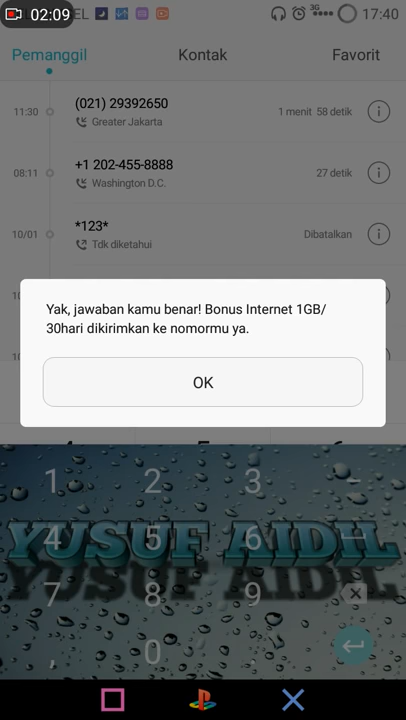 02:09
EL
3G
17:40
Pemanggil
Kontak
Favorit
11:30
(021) 29392650
Greater Jakarta
1 menit 58 detik
08:11
+1 202-455-8888
Washington D.C.
27 detik
10/01
*123*
Tdk diketahui
Dibatalkan
Yak, jawaban kamu benar! Bonus Internet 1GB/
30hari dikirimkan ke nomormu ya.
OK
1 2 3 -
4 5 6
YUSUF AIDIL
7 8 9
, 0 .